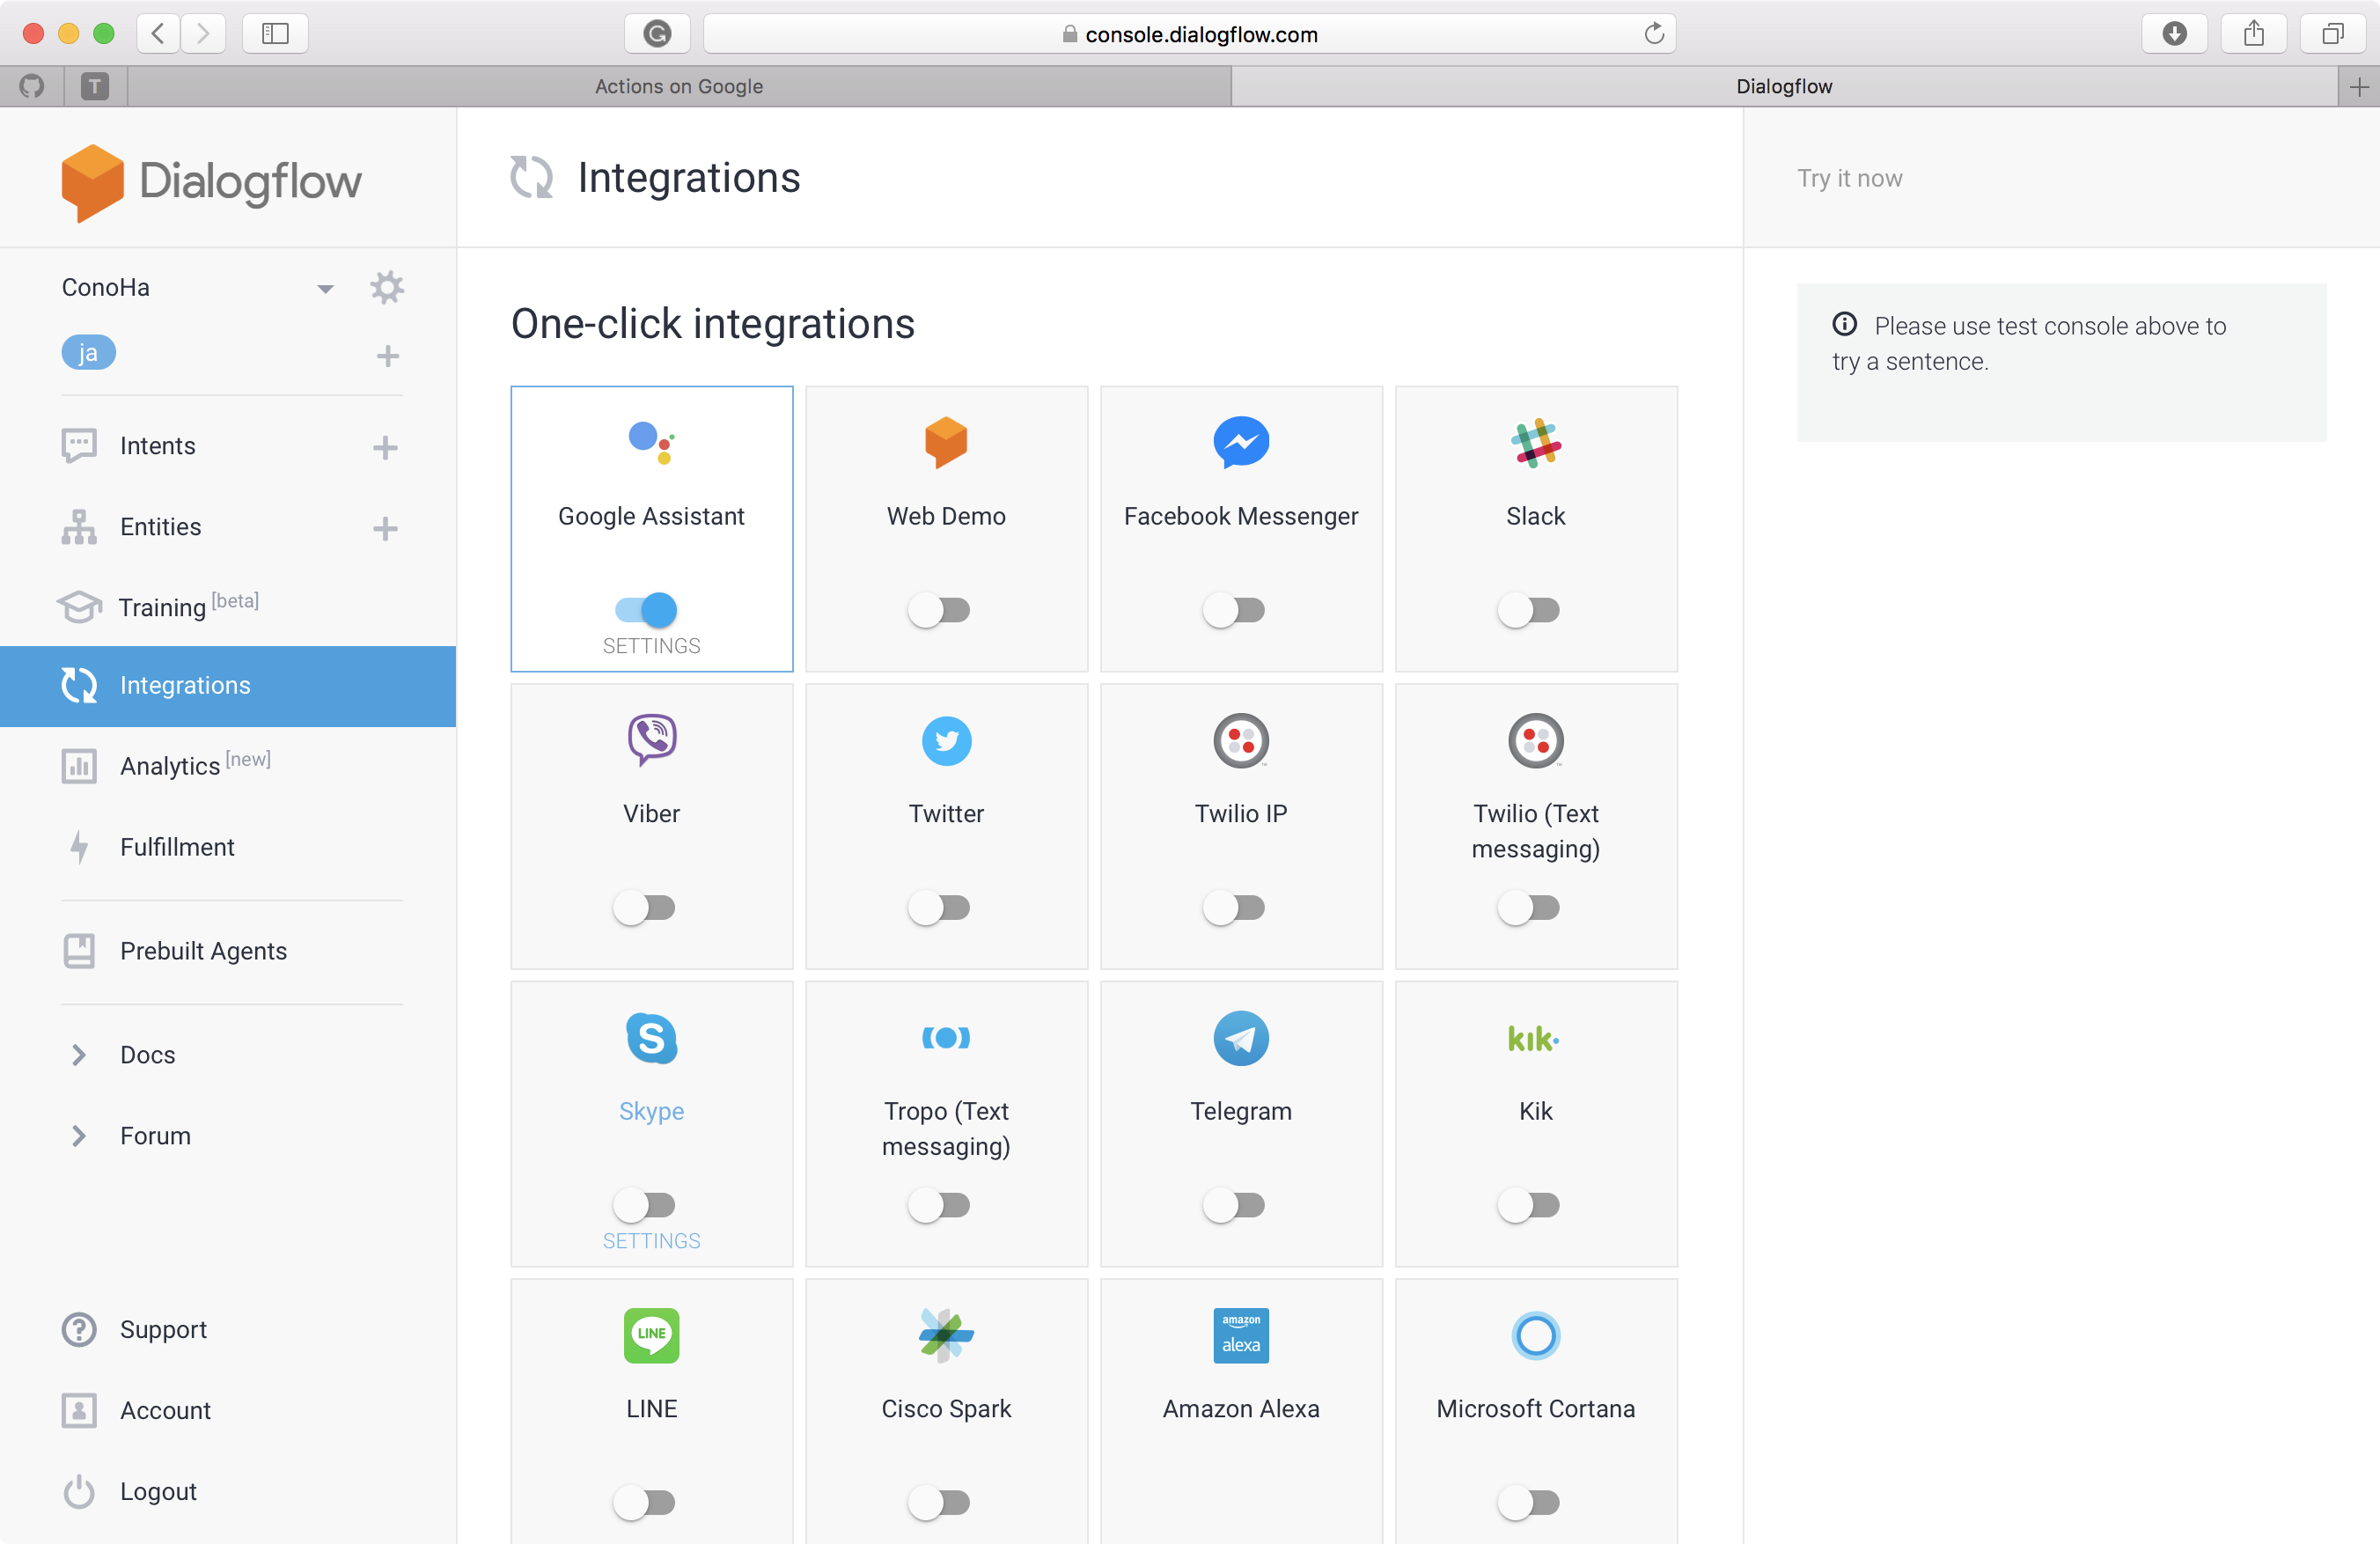 console.dialogflow.com
T
Actions on Google
Dialogflow
Dialogflow
ConoHa
ja
Intents
Entities
Training [beta]
Integrations
Analytics [new]
Fulfillment
Prebuilt Agents
Docs
Forum
Support
Account
Logout
Integrations
One-click integrations
Google Assistant
SETTINGS
Web Demo
Facebook Messenger
Slack
Viber
Twitter
Twilio IP
Twilio (Text
messaging)
S
Skype
SETTINGS
Tropo (Text
messaging)
Telegram
kik
Kik
LINE
LINE
Cisco Spark
amazon
alexa
Amazon Alexa
Microsoft Cortana
Try it now
Please use test console above to
try a sentence.